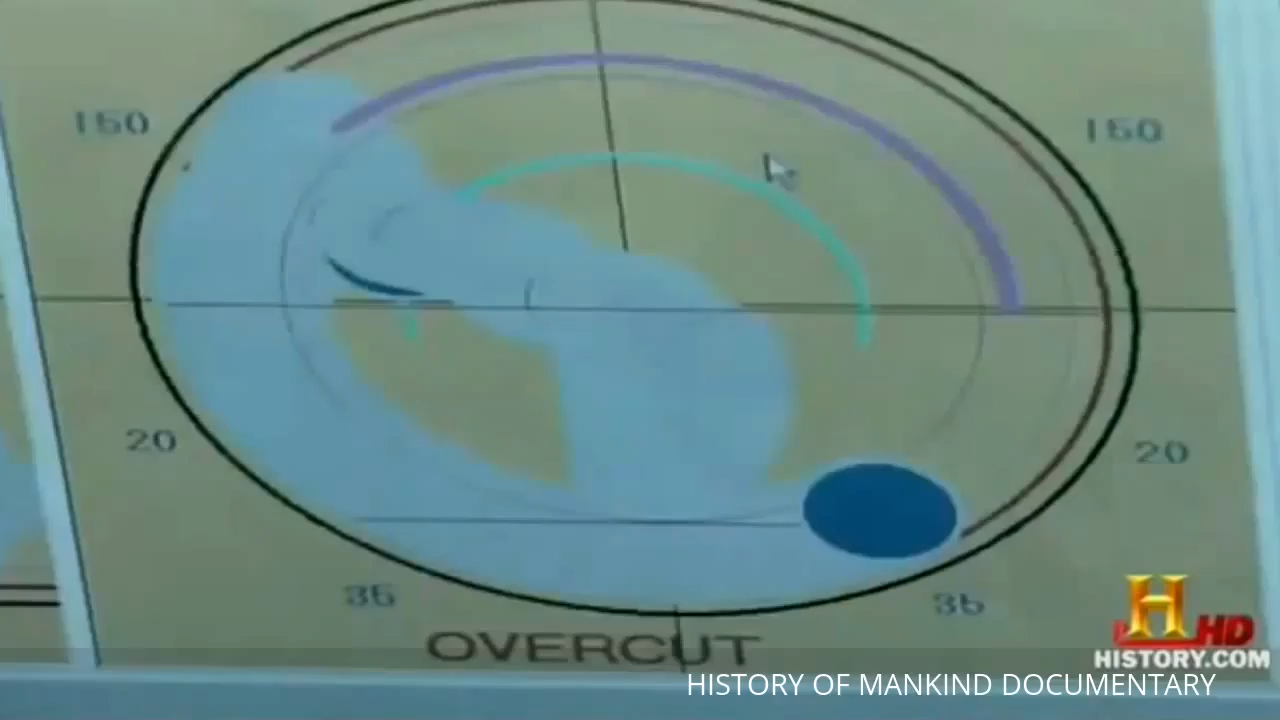 150 150
20 20
35 35
OVERCUT
H HD
HISTORY.COM
HISTORY OF MANKIND DOCUMENTARY